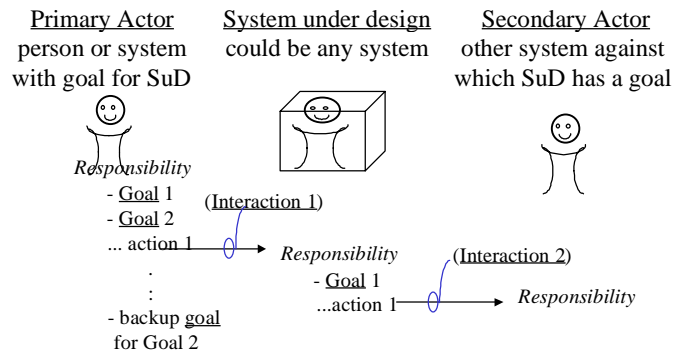 Primary Actor
person or system
with goal for SuD
System under design
could be any system
Secondary Actor
other system against
which SuD has a goal
Responsibility
- Goal 1
- Goal 2
... action 1
.
:
- backup goal
for Goal 2
(Interaction 1)
Responsibility
- Goal 1
...action 1
(Interaction 2)
Responsibility